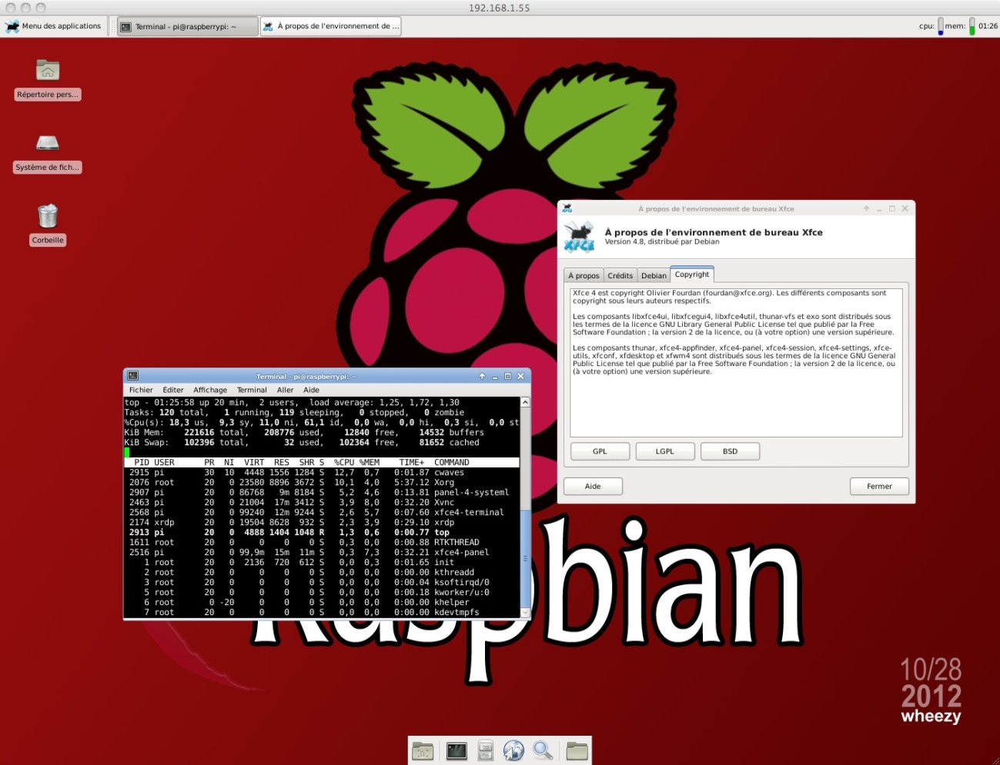 192.168.1.55
Menu des applications
Terminal - pi@raspberrypi: ~
À propos de l'environnement de ...
cpu:
mem:
01:26
Répertoire pers...
Système de fich...
Corbeille
À propos de l'environnement de bureau Xfce
À propos de l'environnement de bureau Xfce
Version 4.8, distribué par Debian
À propos Crédits Debian Copyright
Xfce 4 est copyright Olivier Fourdan (fourdan@xfce.org). Les différents composants sont
copyright sous leurs auteurs respectifs.
Les composants libxfce4ui, libxfcegui4, libxfce4util, thunar-vfs et exo sont distribués sous
les termes de la licence GNU Library General Public License tel que publié par la Free
Software Foundation ; la version 2 de la licence, ou (à votre option) une version supérieure.
Les composants thunar, xfce4-appfinder, xfce4-panel, xfce4-session, xfce4-settings, xfce-
utils, xfconf, xfdesktop et xfwm4 sont distribués sous les termes de la licence GNU General
Public License tel que publié par la Free Software Foundation ; la version 2 de la licence, ou
(à votre option) une version supérieure.
GPL LGPL BSD
Aide Fermer
Terminal - pi@raspberrypi: ~
Fichier Éditer Affichage Terminal Aller Aide
top - 01:25:58 up 20 min, 2 users, load average: 1,25, 1,72, 1,30
Tasks: 120 total, 1 running, 119 sleeping, 0 stopped, 0 zombie
%Cpu(s): 18,3 us, 9,3 sy, 11,0 ni, 61,1 id, 0,0 wa, 0,0 hi, 0,3 si, 0,0 st
KiB Mem: 221616 total, 208776 used, 12840 free, 14532 buffers
KiB Swap: 102396 total, 32 used, 102364 free, 81652 cached
PID USER PR NI VIRT RES SHR S %CPU %MEM TIME+ COMMAND
2915 pi 30 10 4448 1556 1284 S 12,7 0,7 0:01.87 cwaves
2076 root 20 0 23580 8896 3672 S 10,1 4,0 5:37.12 Xorg
2907 pi 20 0 86768 9m 8184 S 5,2 4,6 0:13.81 panel-4-systeml
2463 pi 20 0 21004 17m 3412 S 3,9 8,0 0:32.20 Xvnc
2568 pi 20 0 99240 12m 9244 S 2,6 5,7 0:07.60 xfce4-terminal
2174 xrdp 20 0 19504 8628 932 S 2,3 3,9 0:29.10 xrdp
2913 pi 20 0 4888 1404 1048 R 1,3 0,6 0:00.77 top
1611 root 20 0 0 0 0 S 0,3 0,0 0:00.88 RTKTHREAD
2516 pi 20 0 99,9m 15m 11m S 0,3 7,3 0:32.21 xfce4-panel
1 root 20 0 2136 720 612 S 0,0 0,3 0:01.65 init
2 root 20 0 0 0 0 S 0,0 0,0 0:00.00 kthreadd
3 root 20 0 0 0 0 S 0,0 0,0 0:00.04 ksoftirqd/0
5 root 20 0 0 0 0 S 0,0 0,0 0:00.18 kworker/u:0
6 root 0 -20 0 0 0 S 0,0 0,0 0:00.00 khelper
7 root 20 0 0 0 0 S 0,0 0,0 0:00.00 kdevtmpfs
Raspbian
10/28
2012
wheezy